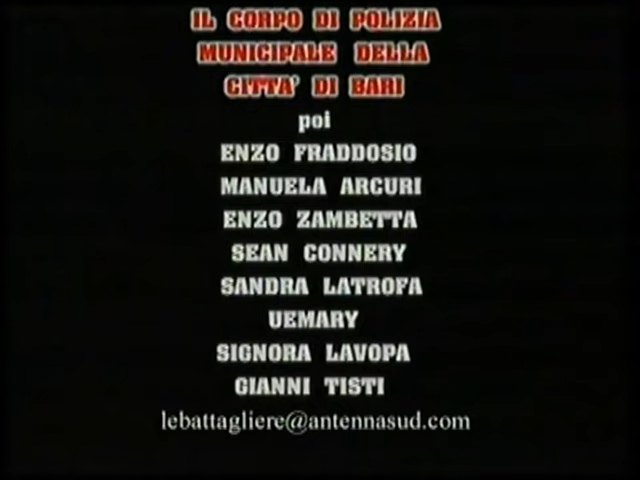 IL CORPO DI POLIZIA
MUNICIPALE DELLA
CITTA' DI BARI
poi
ENZO FRADDOSIO
MANUELA ARCURI
ENZO ZAMBETTA
SEAN CONNERY
SANDRA LATROFA
UEMARY
SIGNORA LAVOPA
GIANNI TISTI
lebattagliere@antennasud.com